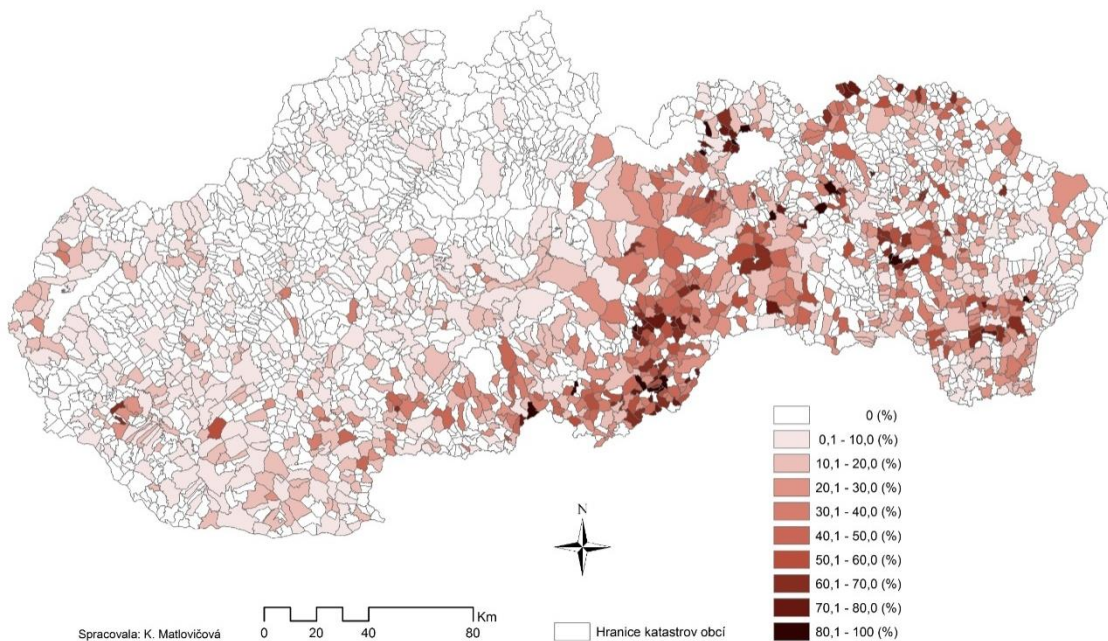 0 (%)
0,1 - 10,0 (%)
10,1 - 20,0 (%)
20,1 - 30,0 (%)
30,1 - 40,0 (%)
40,1 - 50,0 (%)
50,1 - 60,0 (%)
60,1 - 70,0 (%)
70,1 - 80,0 (%)
80,1 - 100 (%)
N
Km
0 20 40 80
Spracovala: K. Matlovičová
Hranice katastrov obcí